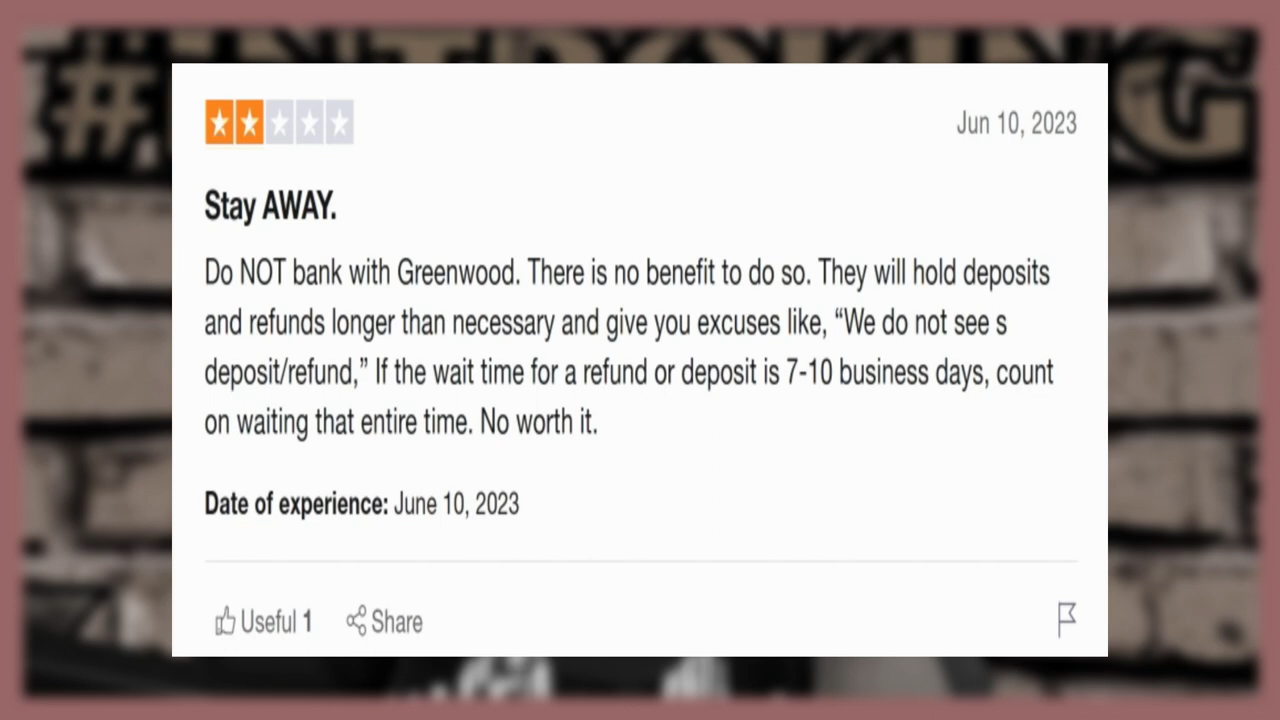 Jun 10, 2023
Stay AWAY.
Do NOT bank with Greenwood. There is no benefit to do so. They will hold deposits
and refunds longer than necessary and give you excuses like, “We do not see s
deposit/refund,” If the wait time for a refund or deposit is 7-10 business days, count
on waiting that entire time. No worth it.
Date of experience: June 10, 2023
Useful 1 Share